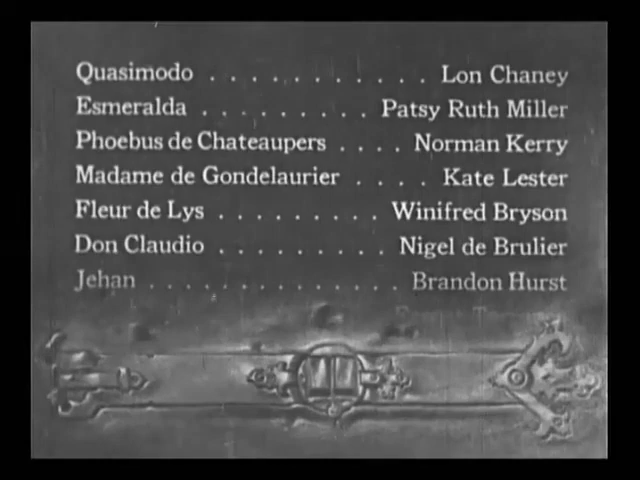 Quasimodo . . . . . . . . . . . Lon Chaney
Esmeralda . . . . . . . . . Patsy Ruth Miller
Phoebus de Chateaupers . . . . Norman Kerry
Madame de Gondelaurier . . . . Kate Lester
Fleur de Lys . . . . . . . . . Winifred Bryson
Don Claudio . . . . . . . . . Nigel de Brulier
Jehan . . . . . . . . . . . . . Brandon Hurst